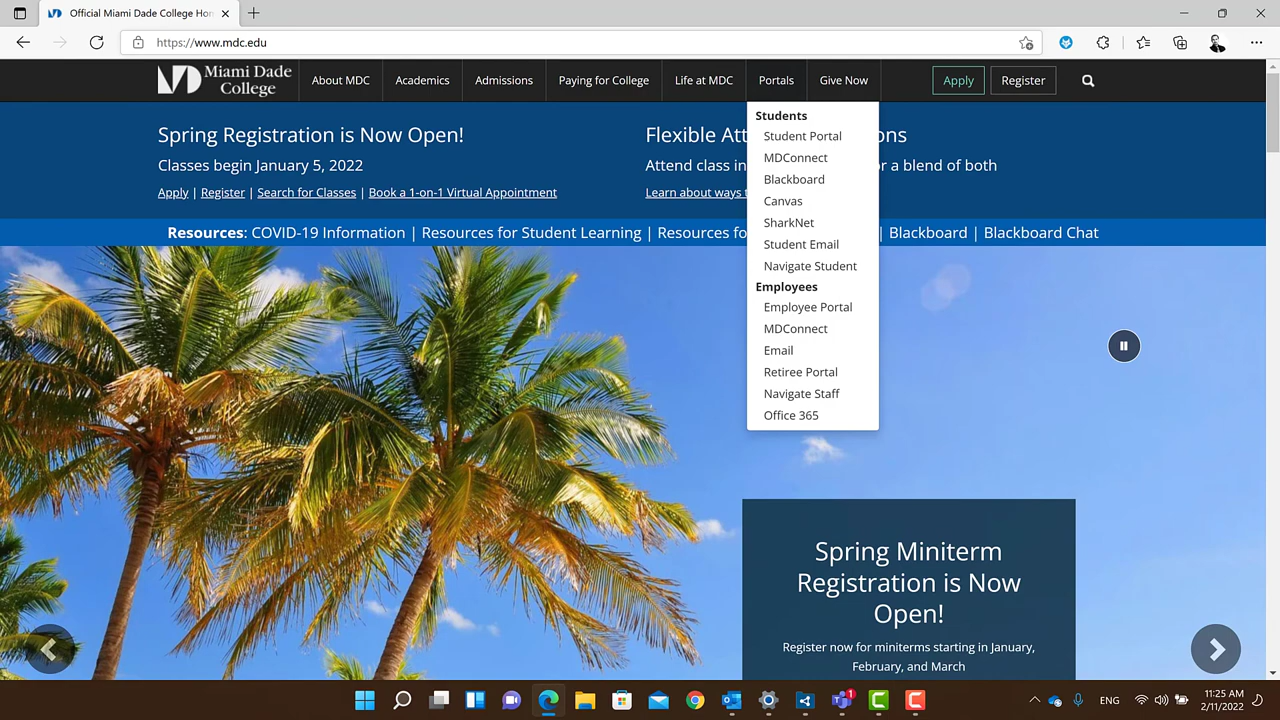 Official Miami Dade College Hon
https://www.mdc.edu
Miami Dade
College
About MDC
Academics
Admissions
Paying for College
Life at MDC
Portals
Give Now
Apply
Register
Spring Registration is Now Open!
Classes begin January 5, 2022
Apply | Register | Search for Classes | Book a 1-on-1 Virtual Appointment
Flexible Att
ons
Attend class in
or a blend of both
Learn about ways t
Students
Student Portal
MDConnect
Blackboard
Canvas
SharkNet
Student Email
Navigate Student
Employees
Employee Portal
MDConnect
Email
Retiree Portal
Navigate Staff
Office 365
Resources: COVID-19 Information | Resources for Student Learning | Resources fo | Blackboard | Blackboard Chat
Spring Miniterm
Registration is Now
Open!
Register now for miniterms starting in January,
February, and March
1
ENG
11:25 AM
2/11/2022